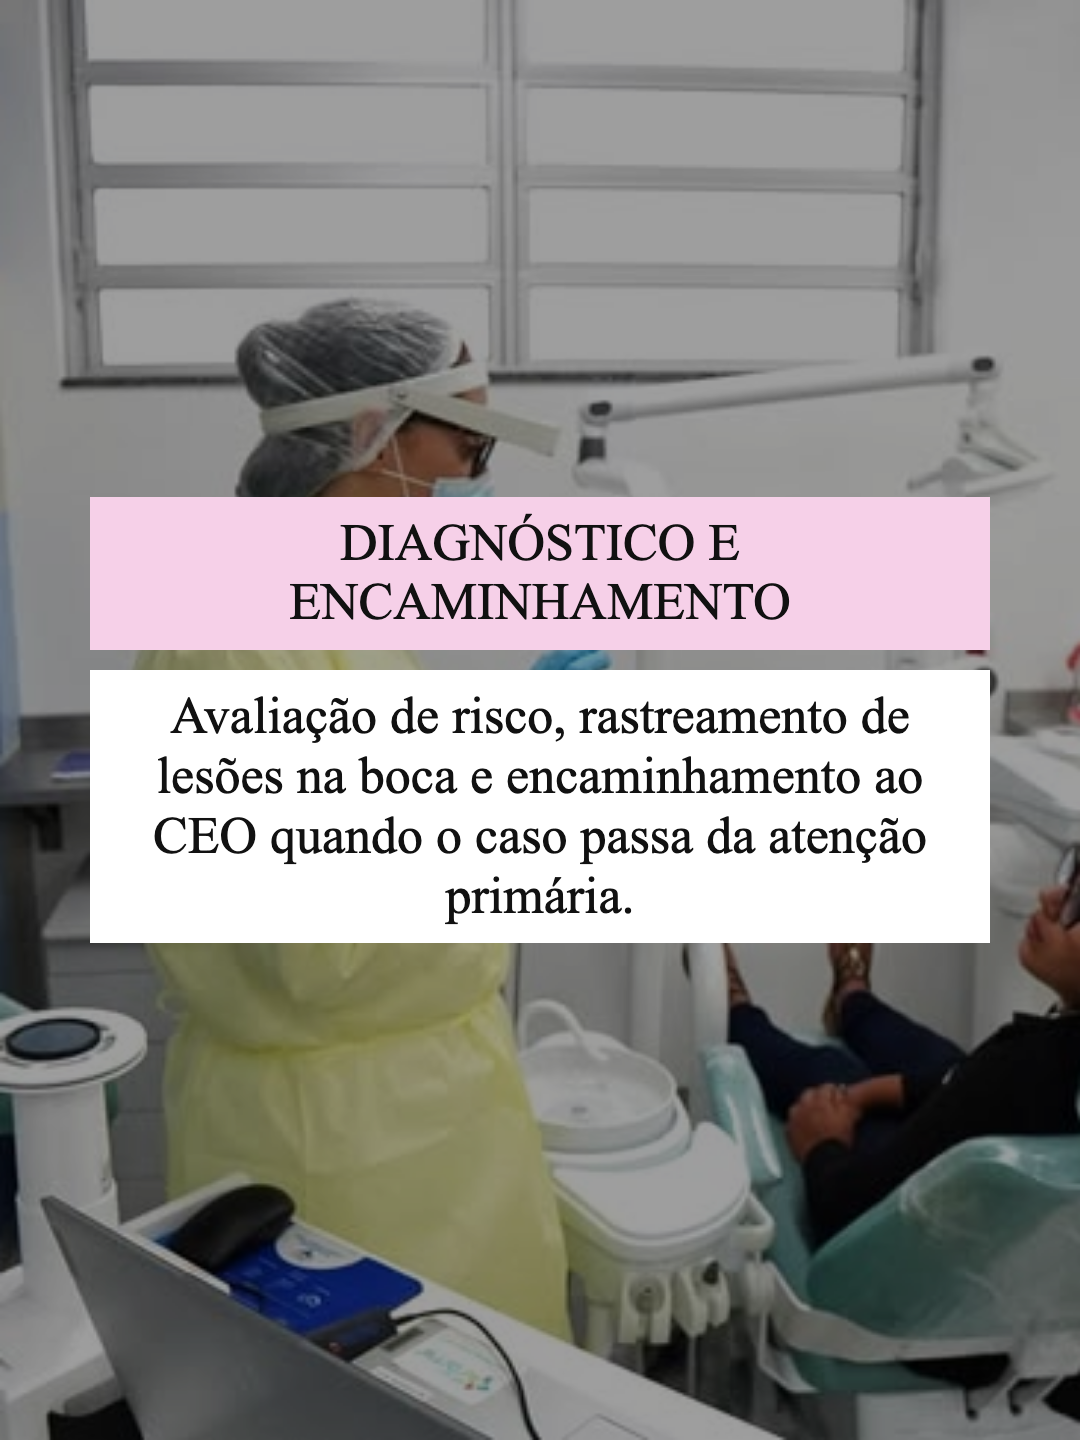 DIAGNÓSTICO E
ENCAMINHAMENTO
Avaliação de risco, rastreamento de
lesões na boca e encaminhamento ao
CEO quando o caso passa da atenção
primária.